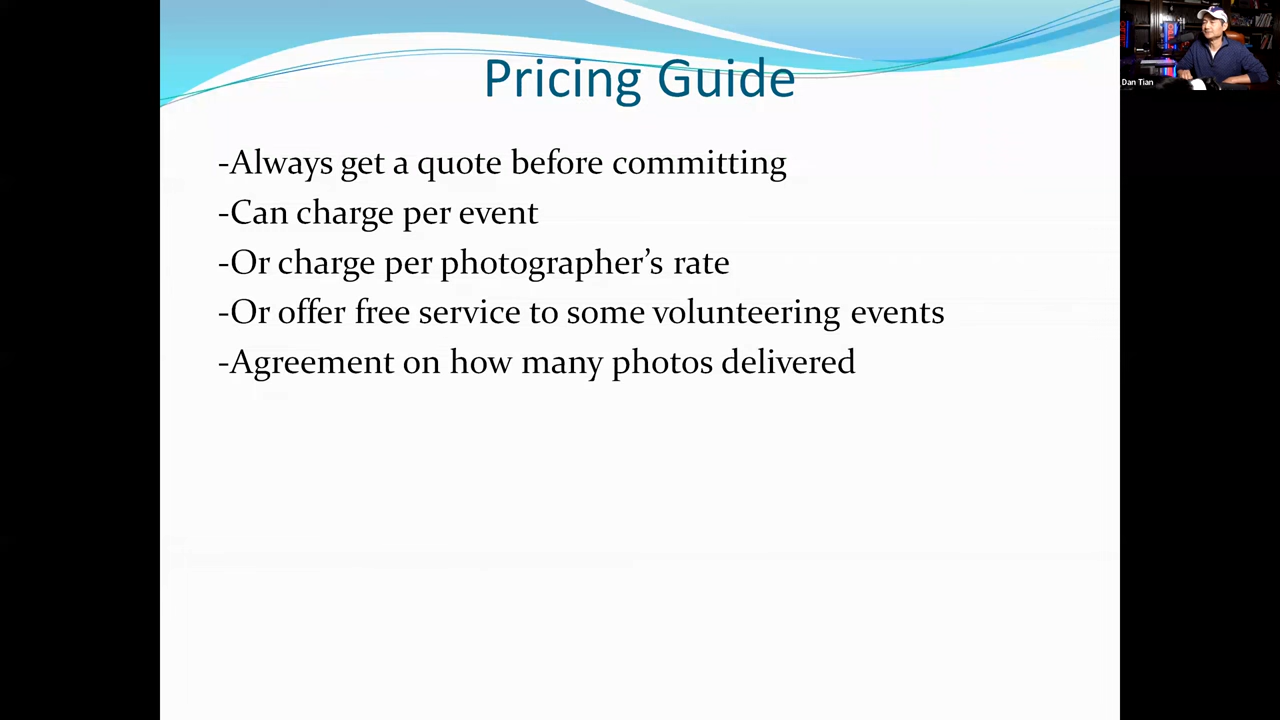 Pricing Guide
-Always get a quote before committing
-Can charge per event
-Or charge per photographer’s rate
-Or offer free service to some volunteering events
-Agreement on how many photos delivered
Dan Tian